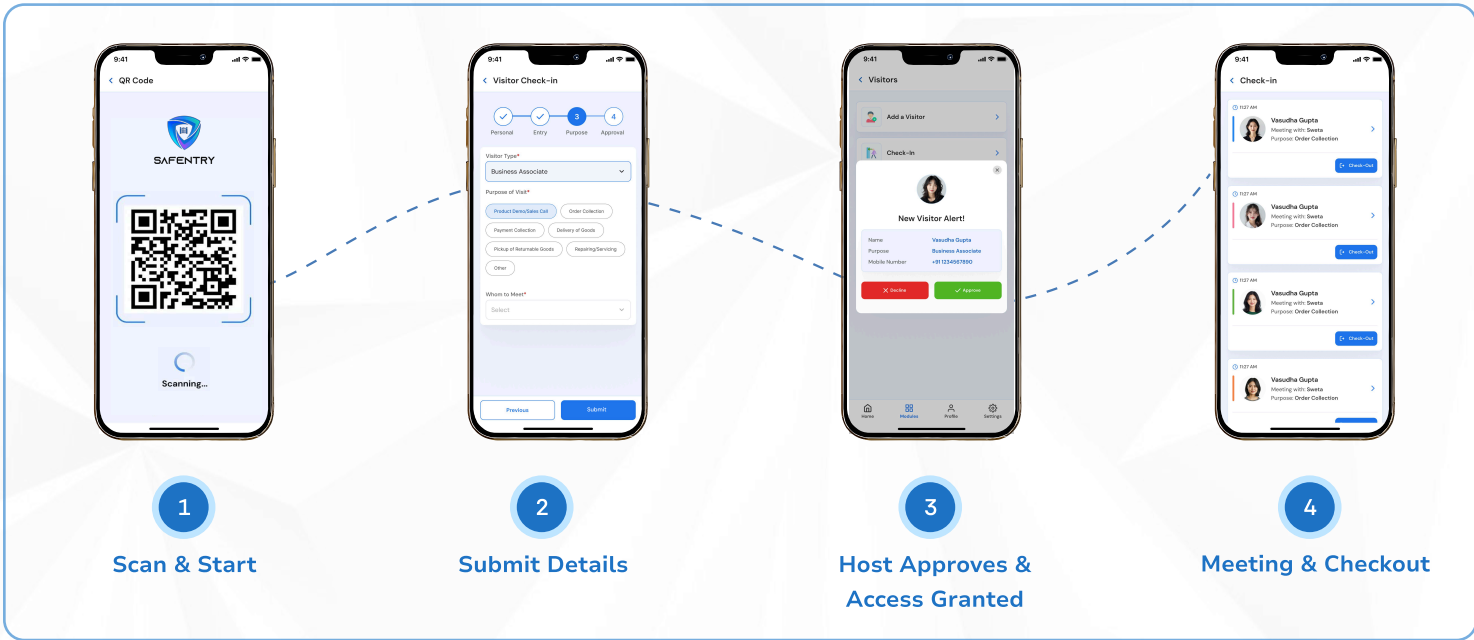 9:41
QR Code
SAFENTRY
Scanning...
9:41
Visitor Check-in
3
4
Personal
Entry
Purpose
Approval
Visitor Type*
Business Associate
Purpose of Visit*
Product Demo/Sales Call
Order Collection
Payment Collection
Delivery of Goods
Pickup of Returnable Goods
Repairing/Servicing
Other
Whom to Meet*
Select
Previous
Submit
9:41
Visitors
Add a Visitor
Check-In
New Visitor Alert!
Name Vasudha Gupta
Purpose Business Associate
Mobile Number +91 1234567890
Decline
Approve
Home
Modules
Profile
Settings
9:41
Check-in
11:27 AM
Vasudha Gupta
Meeting with: Sweta
Purpose: Order Collection
Check-Out
11:27 AM
Vasudha Gupta
Meeting with: Sweta
Purpose: Order Collection
Check-Out
11:27 AM
Vasudha Gupta
Meeting with: Sweta
Purpose: Order Collection
Check-Out
11:27 AM
Vasudha Gupta
Meeting with: Sweta
Purpose: Order Collection
1
Scan & Start
2
Submit Details
3
Host Approves &
Access Granted
4
Meeting & Checkout